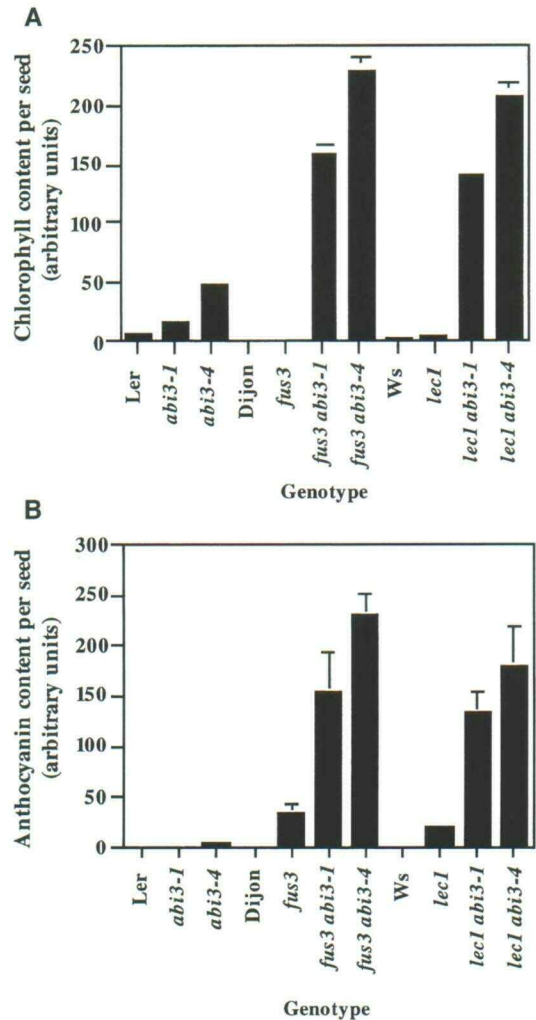 A
Chlorophyll content per seed
(arbitrary units)
250
200
150
100
50
0
Ler
abi3-1
abi3-4
Dijon
fus3
fus3 abi3-1
fus3 abi3-4
Ws
lec1
lec1 abi3-1
lec1 abi3-4
Genotype
B
Anthocyanin content per seed
(arbitrary units)
300
250
200
150
100
50
0
Ler
abi3-1
abi3-4
Dijon
fus3
fus3 abi3-1
fus3 abi3-4
Ws
lec1
lec1 abi3-1
lec1 abi3-4
Genotype